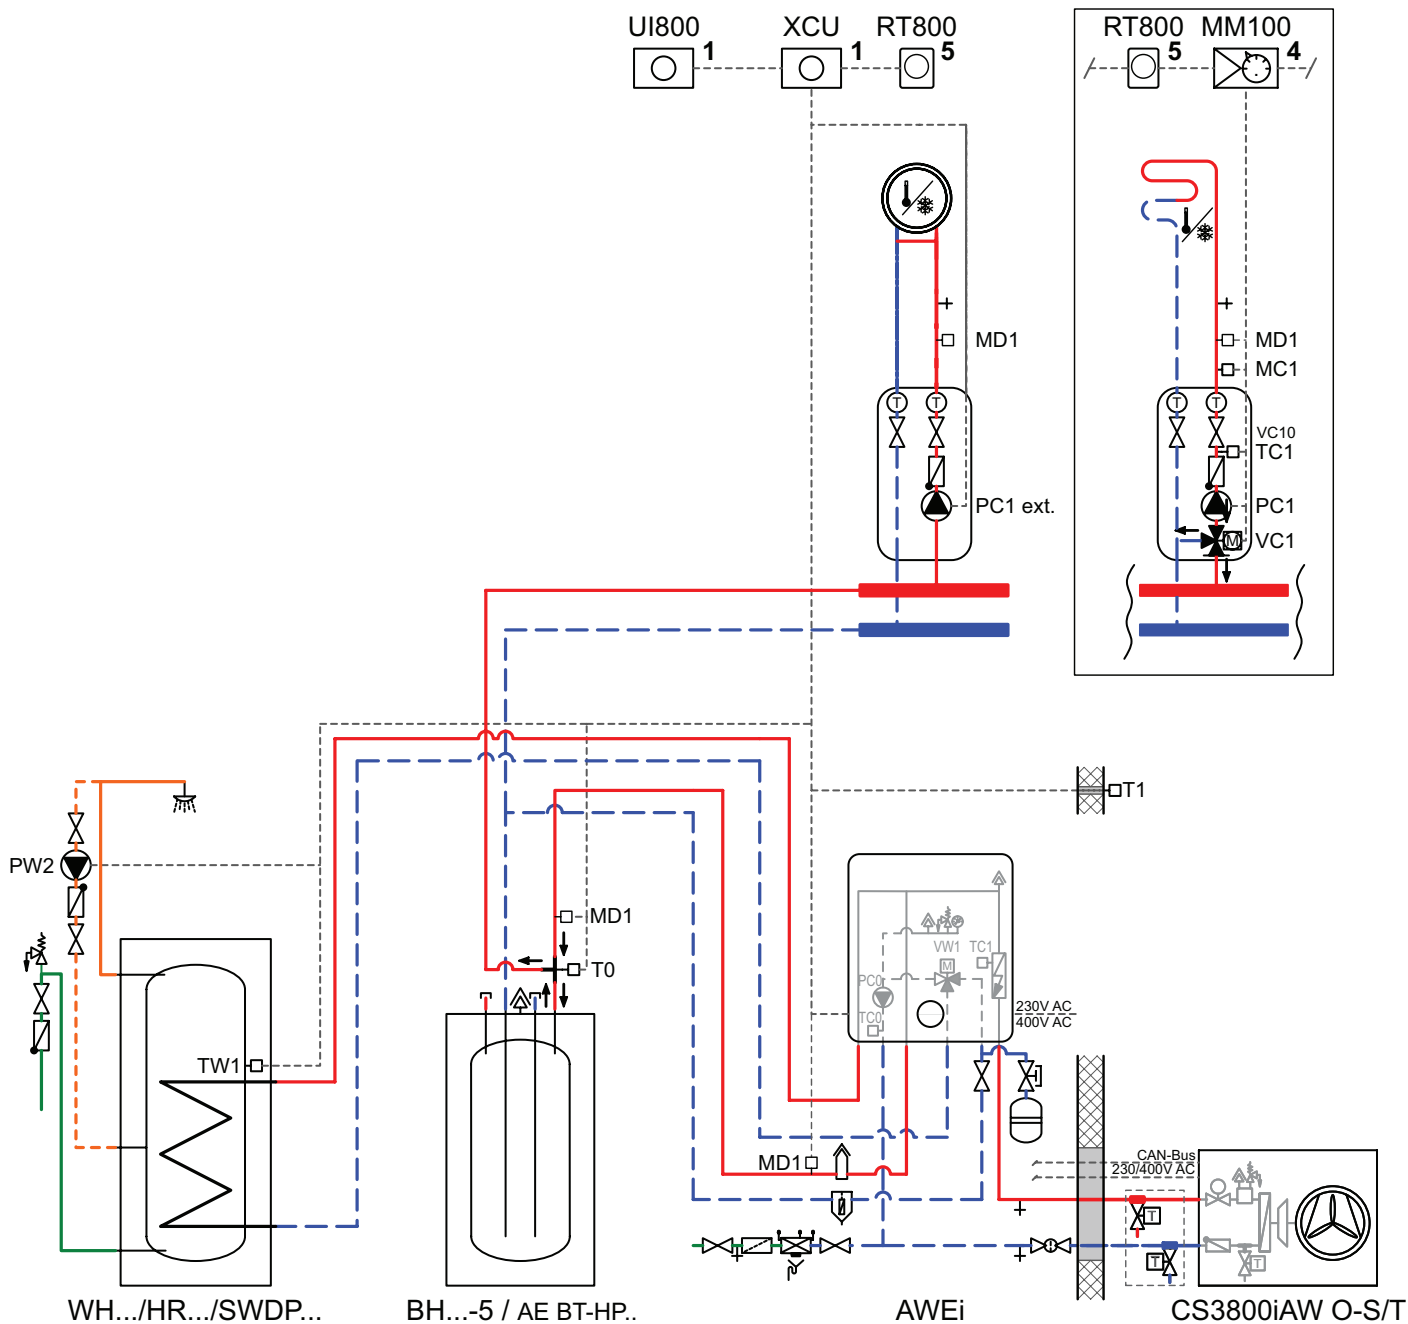 UI800 XCU RT800 RT800 MM100
1 1 5 5 4
MD1 MD1
MC1
T T T T
VC10
TC1
PC1 ext. PC1
M VC1
T1
PW2
MD1
T0
VW1 TC1
M
PC0
TC0
230V AC
400V AC
TW1
MD1
CAN-Bus
230/400V AC
T
T T
WH.../HR.../SWDP... BH...-5 / AE BT-HP.. AWEi CS3800iAW O-S/T